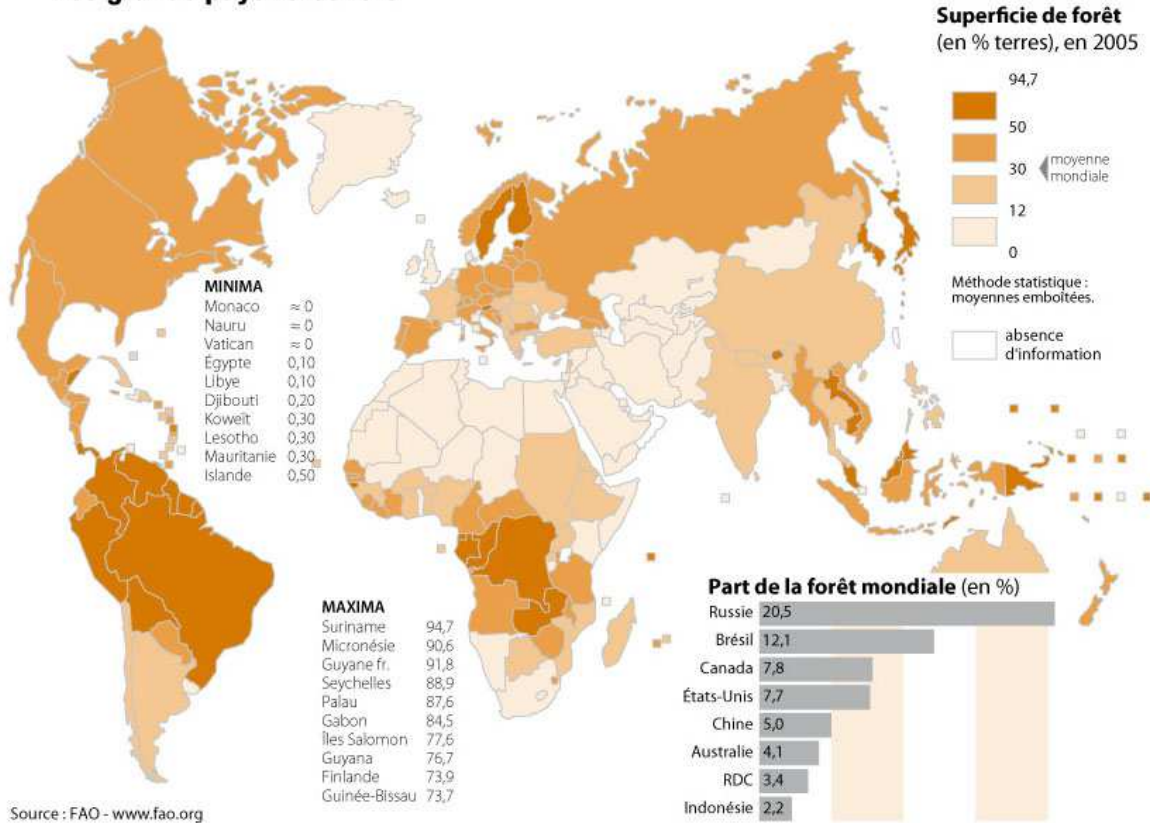 Superficie de forêt
(en % terres), en 2005
94,7
50
30
moyenne
mondiale
12
0
Méthode statistique :
moyennes emboîtées.
absence
d'information
MINIMA
Monaco ≈ 0
Nauru ≈ 0
Vatican ≈ 0
Égypte 0,10
Libye 0,10
Djibouti 0,20
Koweït 0,30
Lesotho 0,30
Mauritanie 0,30
Islande 0,50
MAXIMA
Suriname 94,7
Micronésie 90,6
Guyane fr. 91,8
Seychelles 88,9
Palau 87,6
Gabon 84,5
Îles Salomon 77,6
Guyana 76,7
Finlande 73,9
Guinée-Bissau 73,7
Part de la forêt mondiale (en %)
Russie 20,5
Brésil 12,1
Canada 7,8
États-Unis 7,7
Chine 5,0
Australie 4,1
RDC 3,4
Indonésie 2,2
Source : FAO - www.fao.org